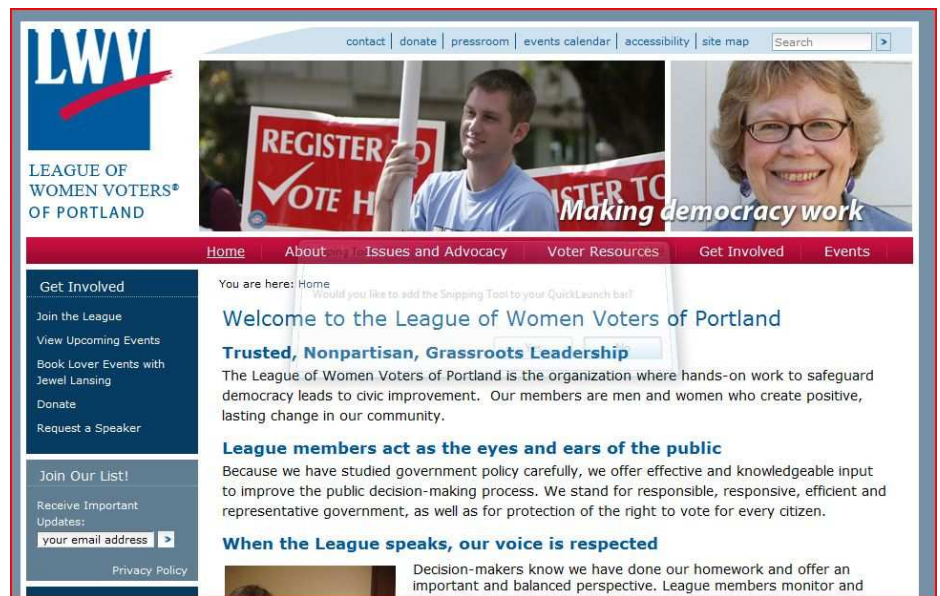 LWV
LEAGUE OF
WOMEN VOTERS®
OF PORTLAND
contact | donate | pressroom | events calendar | accessibility | site map
Search >
REGISTER TO
VOTE H
ISTER TO
Making democracy work
Home About Issues and Advocacy Voter Resources Get Involved Events
Get Involved
Join the League
View Upcoming Events
Book Lover Events with
Jewel Lansing
Donate
Request a Speaker
Join Our List!
Receive Important
Updates:
your email address >
Privacy Policy
You are here: Home
Would you like to add the Snipping Tool to your QuickLaunch bar?
Welcome to the League of Women Voters of Portland
No
Trusted, Nonpartisan, Grassroots Leadership
The League of Women Voters of Portland is the organization where hands-on work to safeguard
democracy leads to civic improvement. Our members are men and women who create positive,
lasting change in our community.
League members act as the eyes and ears of the public
Because we have studied government policy carefully, we offer effective and knowledgeable input
to improve the public decision-making process. We stand for responsible, responsive, efficient and
representative government, as well as for protection of the right to vote for every citizen.
When the League speaks, our voice is respected
Decision-makers know we have done our homework and offer an
important and balanced perspective. League members monitor and